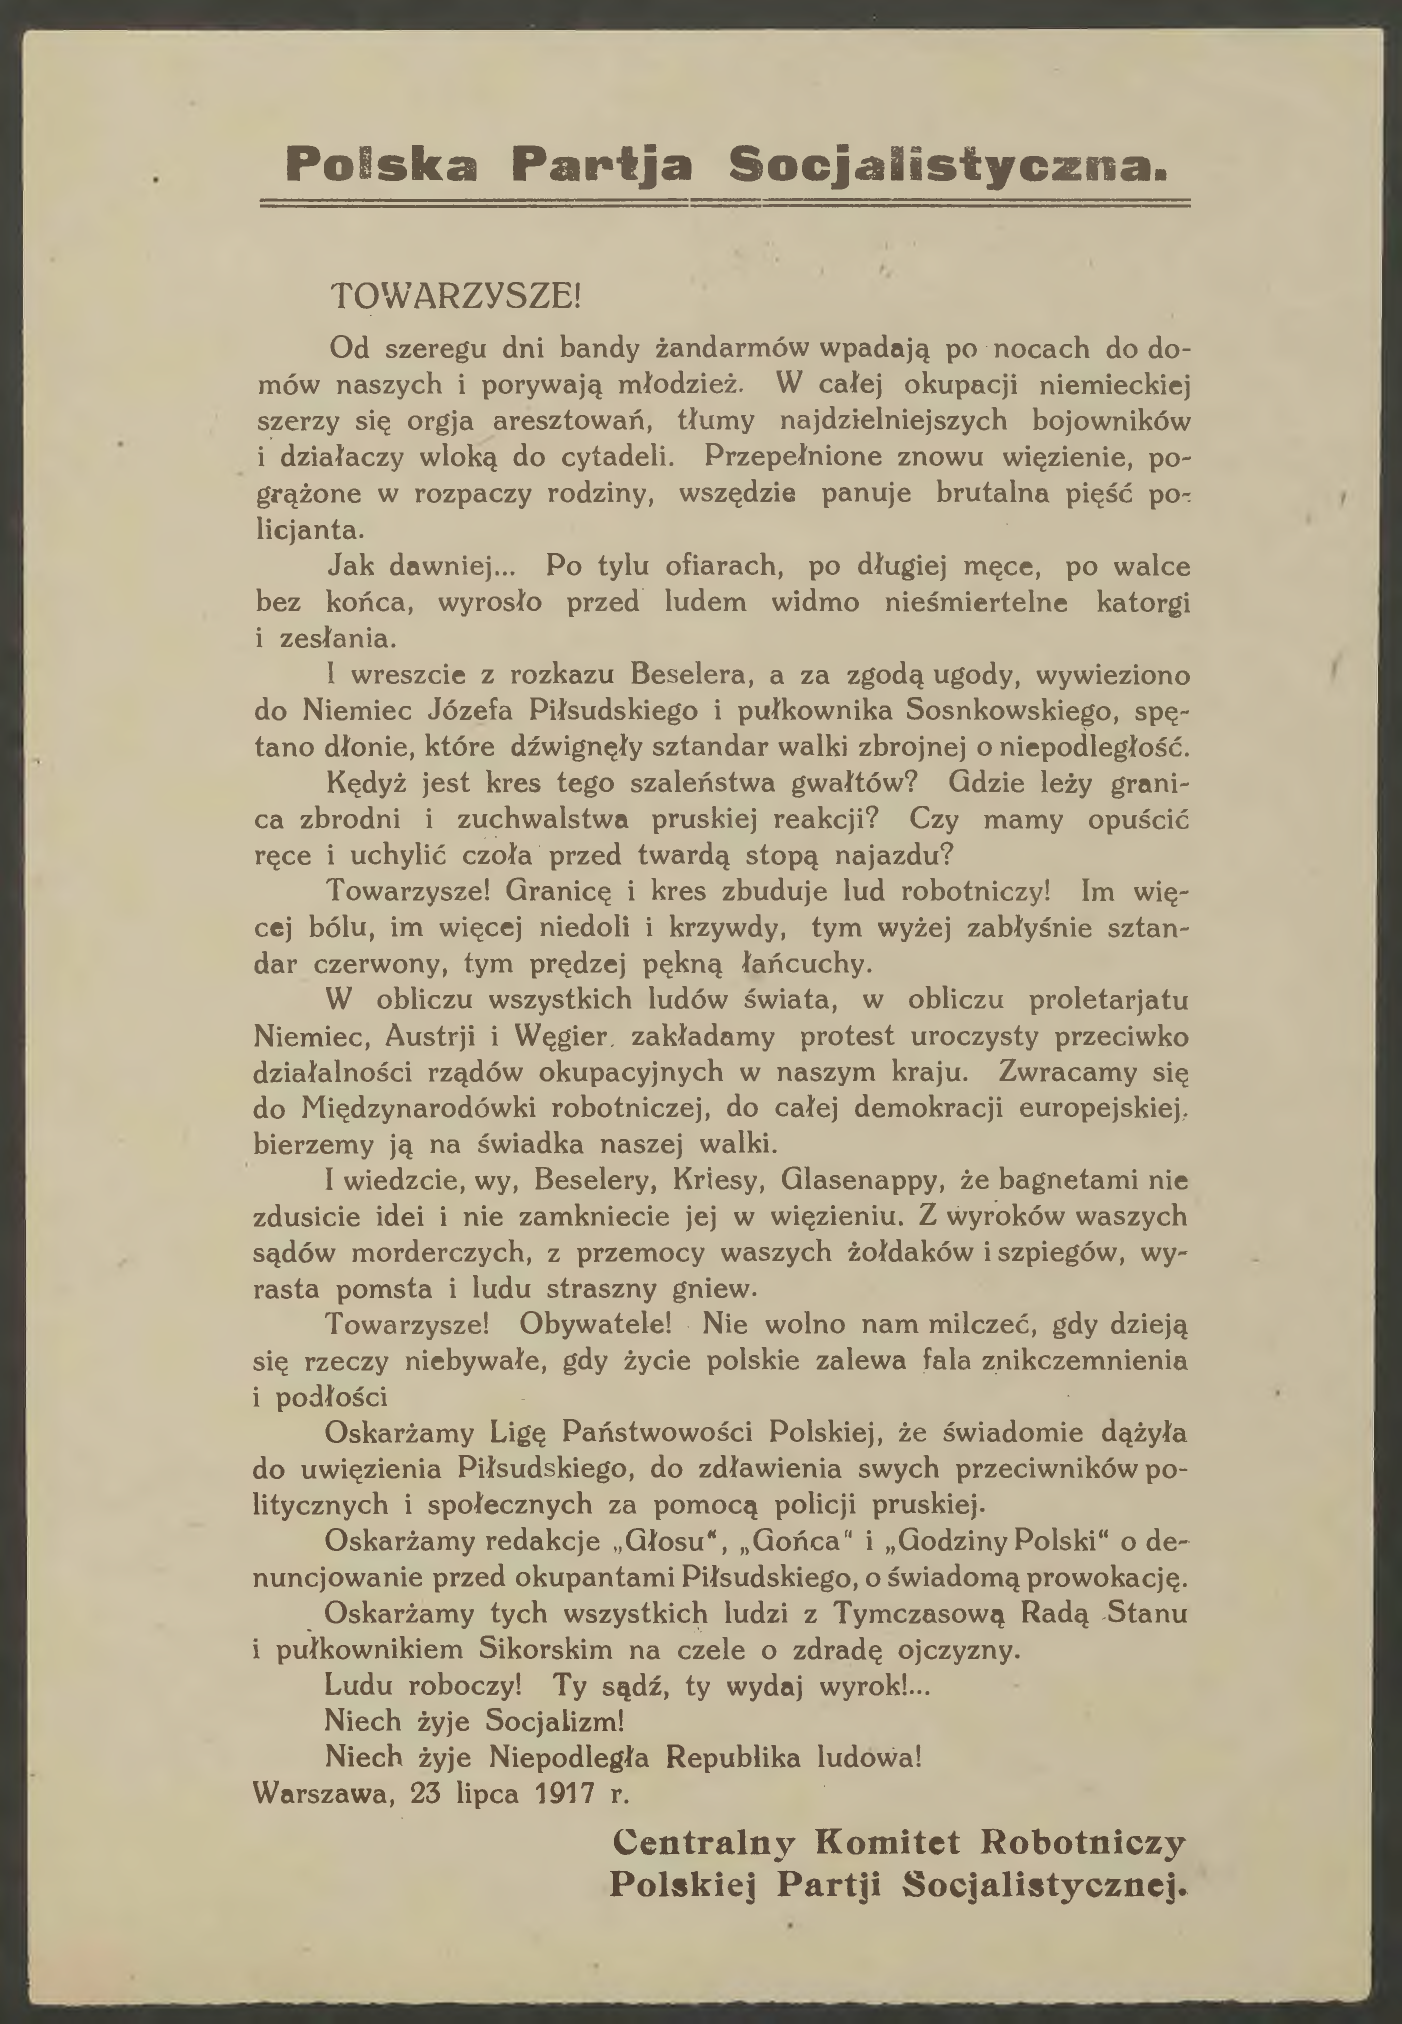 Polska Partja Socjalistyczna.
TOWARZYSZE!
Od szeregu dni bandy żandarmów wpadają po nocach do do-
mów naszych i porywają młodzież. W całej okupacji niemieckiej
szerzy się orgja aresztowań, tłumy najdzielniejszych bojowników
i działaczy wloką do cytadeli. Przepełnione znowu więzienie, po-
grążone w rozpaczy rodziny, wszędzie panuje brutalna pięść po-
licjanta.
Jak dawniej... Po tylu ofiarach, po długiej męce, po walce
bez końca, wyrosło przed ludem widmo nieśmiertelne katorgi
i zesłania.
I wreszcie z rozkazu Beselera, a za zgodą ugody, wywieziono
do Niemiec Józefa Piłsudskiego i pułkownika Sosnkowskiego, spę-
tano dłonie, które dźwignęły sztandar walki zbrojnej o niepodległość.
Kędyż jest kres tego szaleństwa gwałtów? Gdzie leży grani-
ca zbrodni i zuchwalstwa pruskiej reakcji? Czy mamy opuścić
ręce i uchylić czoła przed twardą stopą najazdu?
Towarzysze! Granicę i kres zbuduje lud robotniczy! Im wię-
cej bólu, im więcej niedoli i krzywdy, tym wyżej zabłyśnie sztan-
dar czerwony, tym prędzej pękną łańcuchy.
W obliczu wszystkich ludów świata, w obliczu proletarjatu
Niemiec, Austrji i Węgier. zakładamy protest uroczysty przeciwko
działalności rządów okupacyjnych w naszym kraju. Zwracamy się
do Międzynarodówki robotniczej, do całej demokracji europejskiej,
bierzemy ją na świadka naszej walki.
I wiedzcie, wy, Beselery, Kriesy, Glasenappy, że bagnetami nie
zdusicie idei i nie zamkniecie jej w więzieniu. Z wyroków waszych
sądów morderczych, z przemocy waszych żołdaków i szpiegów, wy-
rasta pomsta i ludu straszny gniew.
Towarzysze! Obywatele! Nie wolno nam milczeć, gdy dzieją
się rzeczy niebywałe, gdy życie polskie zalewa fala znikczemnienia
i podłości
Oskarżamy Ligę Państwowości Polskiej, że świadomie dążyła
do uwięzienia Piłsudskiego, do zdławienia swych przeciwników po-
litycznych i społecznych za pomocą policji pruskiej.
Oskarżamy redakcje „Głosu“, „Gońca“ i „Godziny Polski“ o de-
nuncjowanie przed okupantami Piłsudskiego, o świadomą prowokację.
Oskarżamy tych wszystkich ludzi z Tymczasową Radą Stanu
i pułkownikiem Sikorskim na czele o zdradę ojczyzny.
Ludu roboczy! Ty sądź, ty wydaj wyrok!...
Niech żyje Socjalizm!
Niech żyje Niepodległa Republika ludowa!
Warszawa, 23 lipca 1917 r.
Centralny Komitet Robotniczy
Polskiej Partji Socjalistycznej.